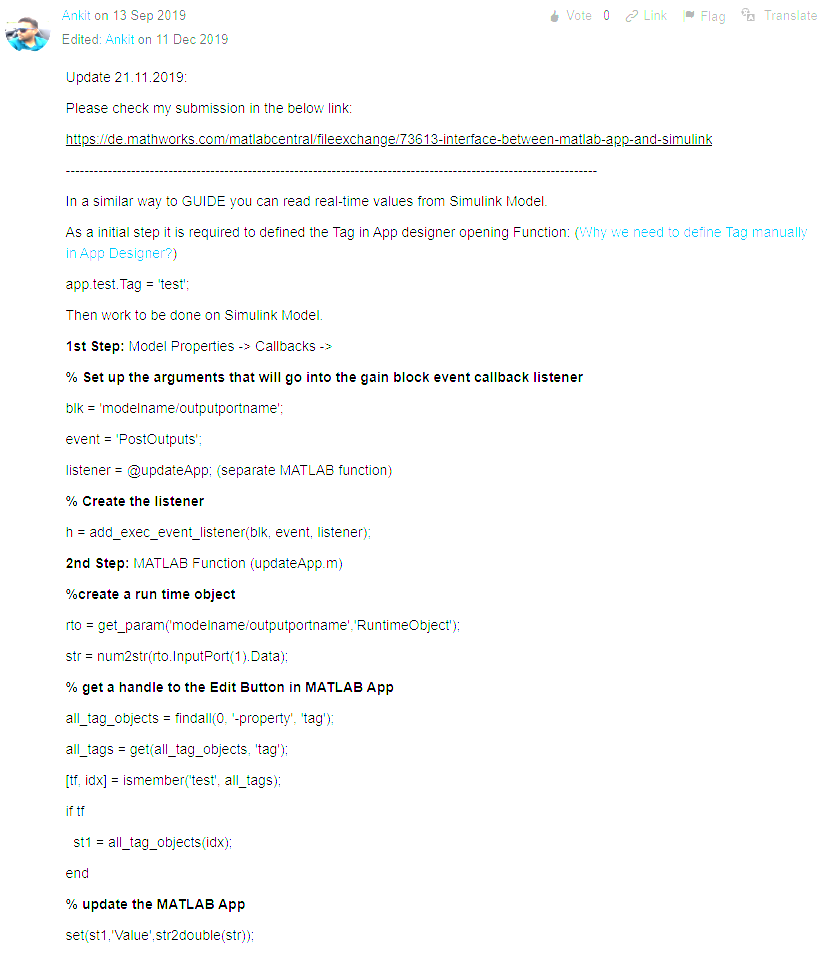 Ankit on 13 Sep 2019
Vote 0 Link Flag Translate
Edited: Ankit on 11 Dec 2019
Update 21.11.2019:
Please check my submission in the below link:
https://de.mathworks.com/matlabcentral/fileexchange/73613-interface-between-matlab-app-and-simulink
-----------------------------------------------------------------------------------------------------------------
In a similar way to GUIDE you can read real-time values from Simulink Model.
As a initial step it is required to defined the Tag in App designer opening Function: (Why we need to define Tag manually
in App Designer?)
app.test.Tag = 'test';
Then work to be done on Simulink Model.
1st Step: Model Properties -> Callbacks ->
% Set up the arguments that will go into the gain block event callback listener
blk = 'modelname/outputportname';
event = 'PostOutputs';
listener = @updateApp; (separate MATLAB function)
% Create the listener
h = add_exec_event_listener(blk, event, listener);
2nd Step: MATLAB Function (updateApp.m)
%create a run time object
rto = get_param('modelname/outputportname','RuntimeObject');
str = num2str(rto.InputPort(1).Data);
% get a handle to the Edit Button in MATLAB App
all_tag_objects = findall(0, '-property', 'tag');
all_tags = get(all_tag_objects, 'tag');
[tf, idx] = ismember('test', all_tags);
if tf
st1 = all_tag_objects(idx);
end
% update the MATLAB App
set(st1,'Value',str2double(str));